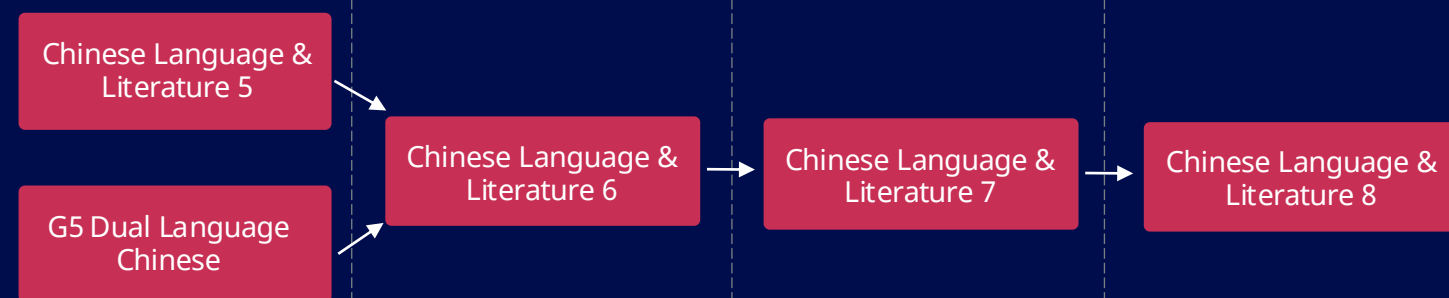 Chinese Language &
Literature 5
G5 Dual Language
Chinese
Chinese Language &
Literature 6
Chinese Language &
Literature 7
Chinese Language &
Literature 8